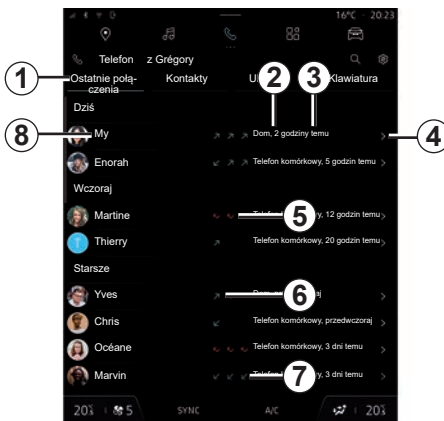 16°C · 20:23
Telefon z Grégory
Ostatnie połą-
czenia
Kontakty
Klawiatura
1
2
3
Dziś
8
My
Dom, 2 godziny temu
4
Enorah
Telefon komórkowy, 5 godzin temu
Wczoraj
Martine
5
12 godzin temu
Thierry
Telefon komórkowy, 20 godzin temu
Starsze
Yves
6
Chris
Telefon komórkowy, przedwczoraj
Océane
Telefon komórkowy, 3 dni temu
Marvin
7
3 dni temu
5
SYNC
A/C